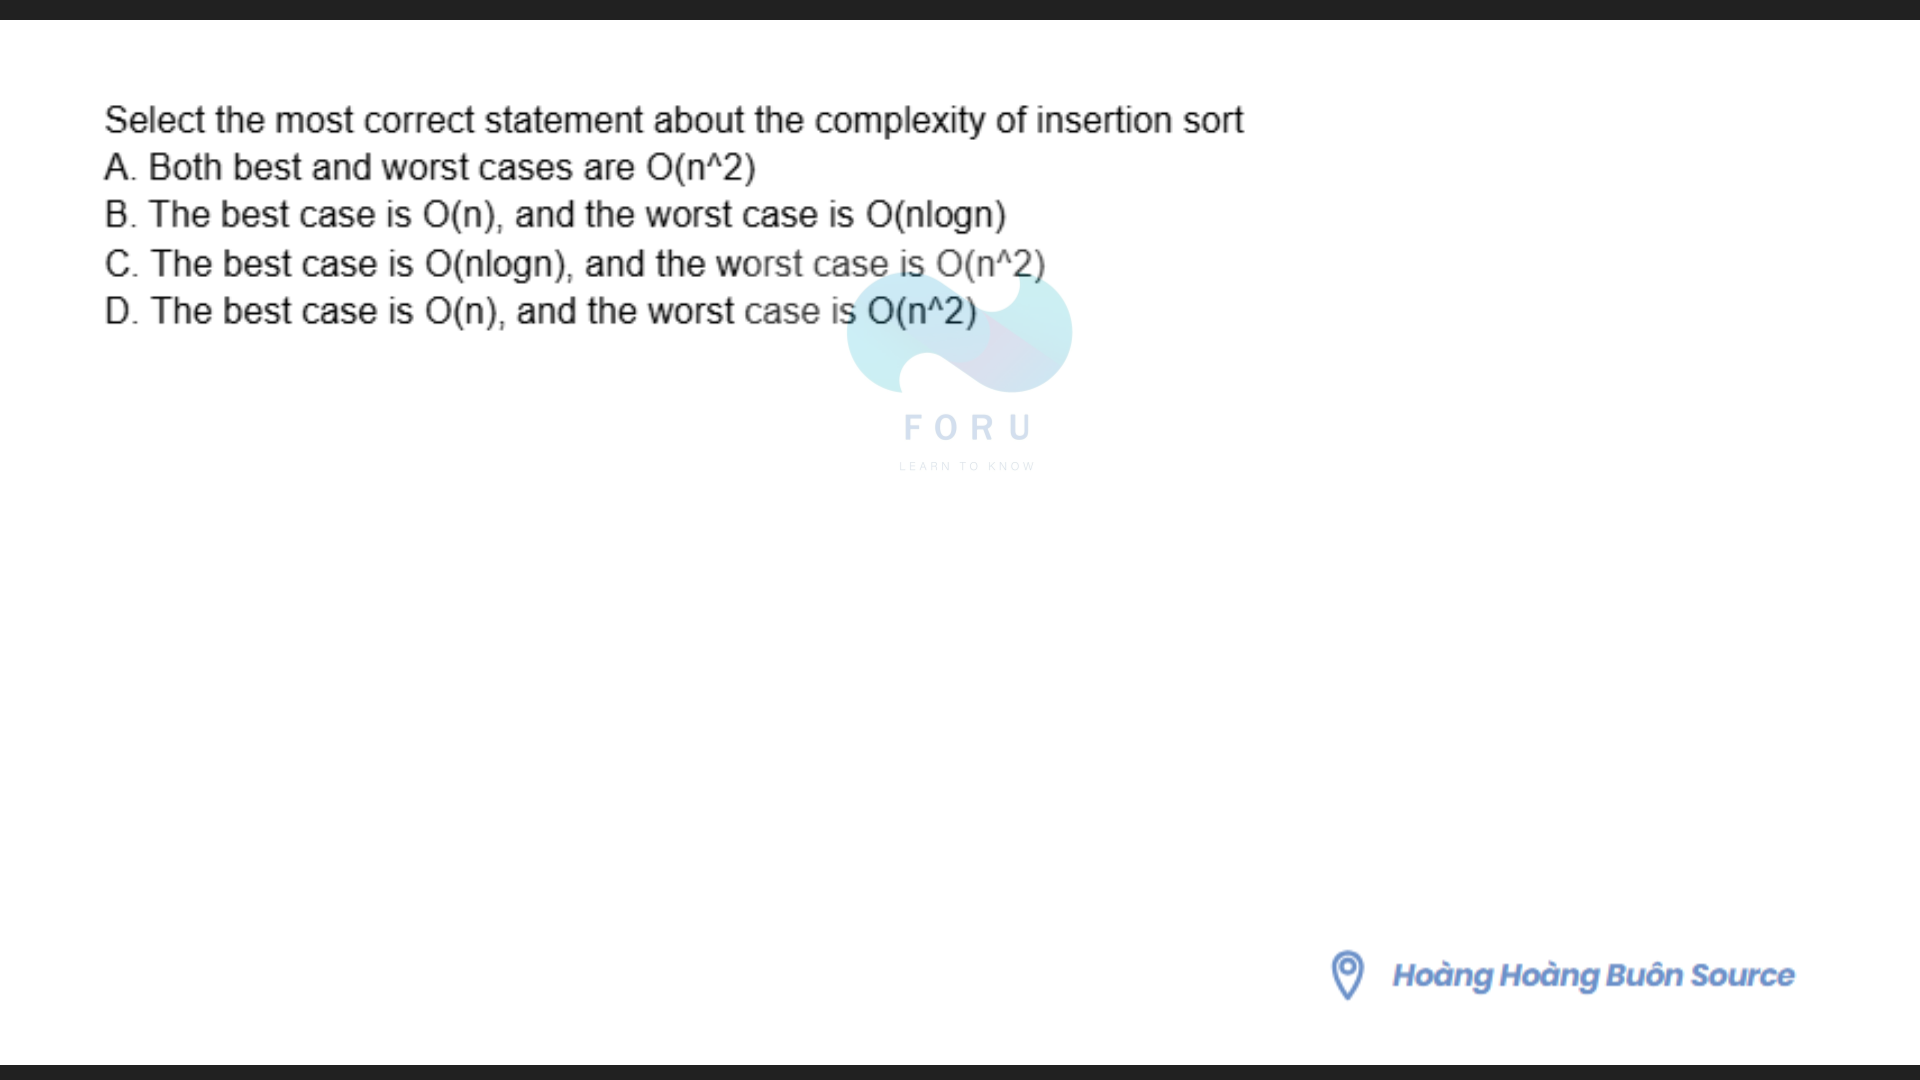 Select the most correct statement about the complexity of insertion sort
A. Both best and worst cases are O(n^2)
B. The best case is O(n), and the worst case is O(nlogn)
C. The best case is O(nlogn), and the worst case is O(n^2)
D. The best case is O(n), and the worst case is O(n^2)
FORU
LEARN TO KNOW
Hoàng Hoàng Buôn Source